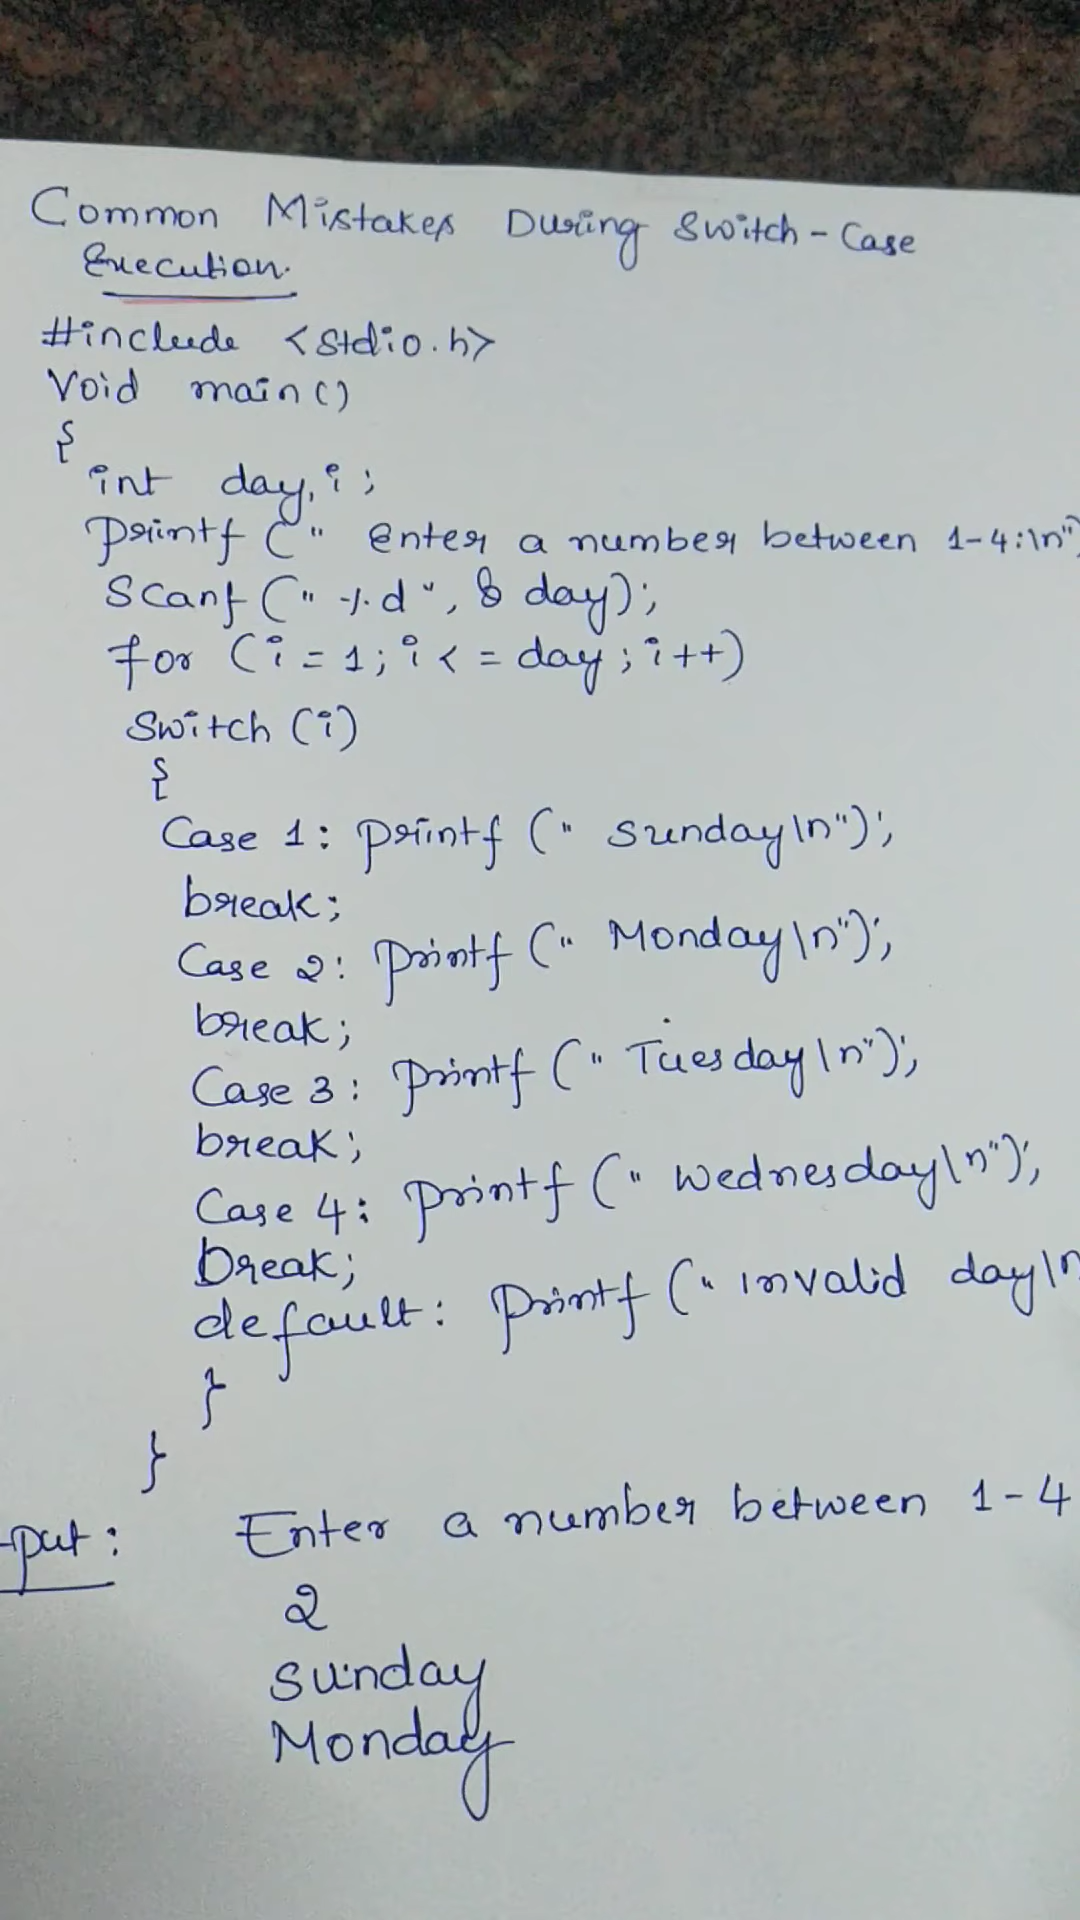 Common Mistakes During Switch-Case
Execution.
#include <stdio.h>
Void main()
{
int day, i;
printf (" enter a number between 1-4:\n")
Scanf (" %d", & day);
for (i = 1; i < = day; i++)
Switch (i)
{
Case 1: printf (" Sunday\n");
break;
Case 2: printf (" Monday\n");
break;
Case 3: printf (" Tuesday\n");
break;
Case 4: printf (" Wednesday\n");
Break;
default: printf (" Invalid day\n
}
}
put: Enter a number between 1-4
2
Sunday
Monday